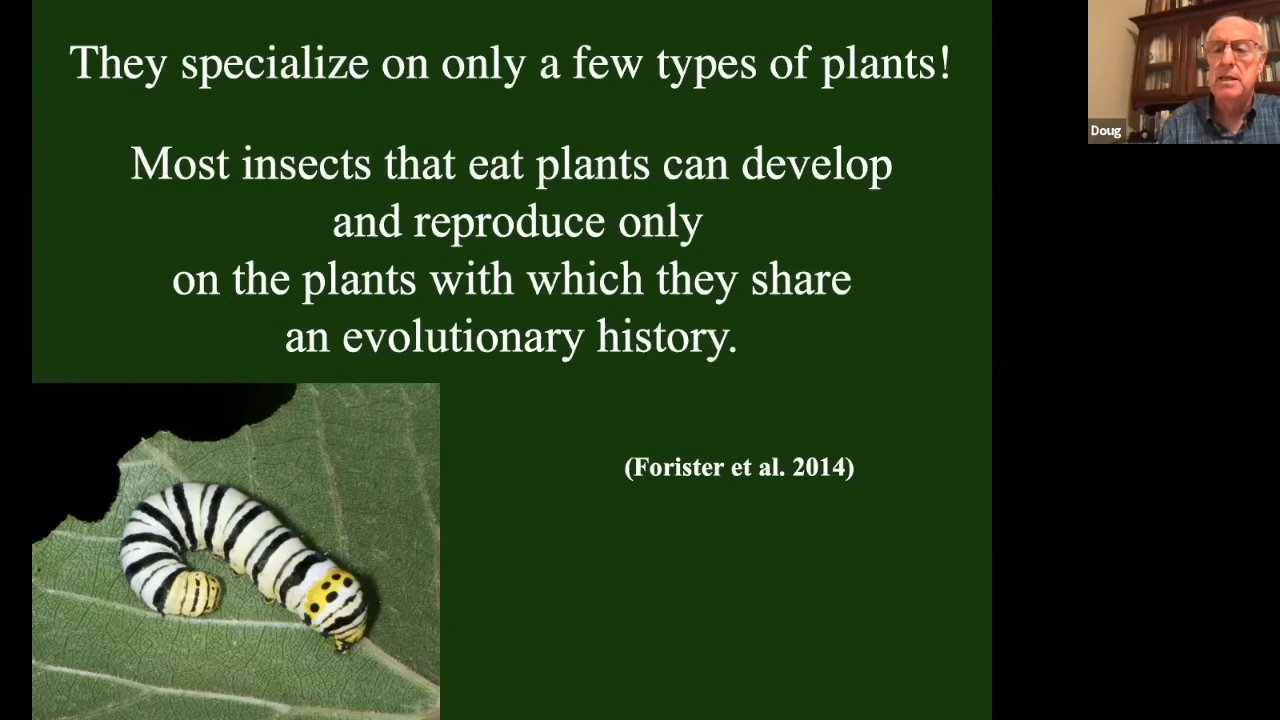 They specialize on only a few types of plants!
Most insects that eat plants can develop
and reproduce only
on the plants with which they share
an evolutionary history.
(Forister et al. 2014)
Doug